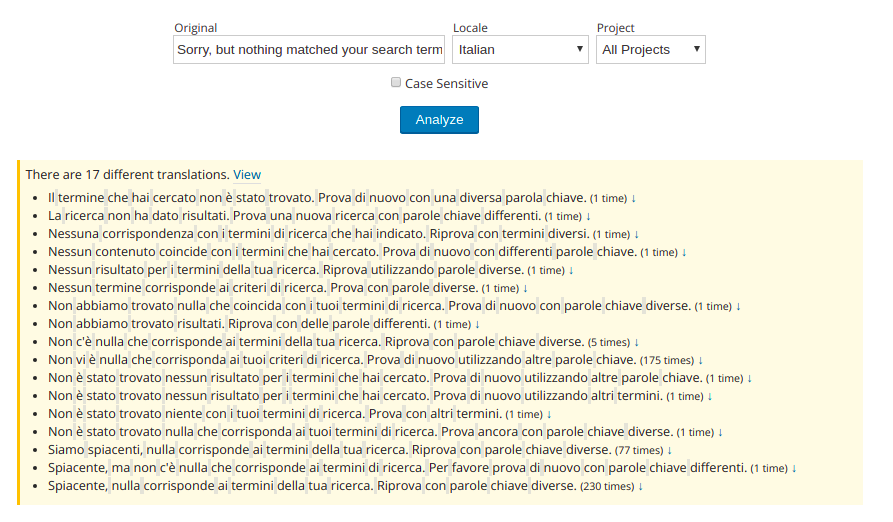 Original Locale Project
Sorry, but nothing matched your search term Italian All Projects
Case Sensitive
Analyze
There are 17 different translations. View
Il termine che hai cercato non è stato trovato. Prova di nuovo con una diversa parola chiave. (1 time) ↓
La ricerca non ha dato risultati. Prova una nuova ricerca con parole chiave differenti. (1 time) ↓
Nessuna corrispondenza con i termini di ricerca che hai indicato. Riprova con termini diversi. (1 time) ↓
Nessun contenuto coincide con i termini che hai cercato. Prova di nuovo con differenti parole chiave. (1 time) ↓
Nessun risultato per i termini della tua ricerca. Riprova utilizzando parole diverse. (1 time) ↓
Nessun termine corrisponde ai criteri di ricerca. Prova con parole diverse. (1 time) ↓
Non abbiamo trovato nulla che coincida con i tuoi termini di ricerca. Prova di nuovo con parole chiave diverse. (1 time) ↓
Non abbiamo trovato risultati. Riprova con delle parole differenti. (1 time) ↓
Non c'è nulla che corrisponde ai termini della tua ricerca. Riprova con parole chiave diverse. (5 times) ↓
Non vi è nulla che corrisponda ai tuoi criteri di ricerca. Prova di nuovo utilizzando altre parole chiave. (175 times) ↓
Non è stato trovato nessun risultato per i termini che hai cercato. Prova di nuovo utilizzando altre parole chiave. (1 time) ↓
Non è stato trovato nessun risultato per i termini che hai cercato. Prova di nuovo utilizzando altri termini. (1 time) ↓
Non è stato trovato niente con i tuoi termini di ricerca. Prova con altri termini. (1 time) ↓
Non è stato trovato nulla che corrisponda ai tuoi termini di ricerca. Prova ancora con parole chiave diverse. (1 time) ↓
Siamo spiacenti, nulla corrisponde ai termini della tua ricerca. Riprova con parole chiave diverse. (77 times) ↓
Spiacente, ma non c'è nulla che corrisponde ai termini di ricerca. Per favore prova di nuovo con parole chiave differenti. (1 time) ↓
Spiacente, nulla corrisponde ai termini della tua ricerca. Riprova con parole chiave diverse. (230 times) ↓